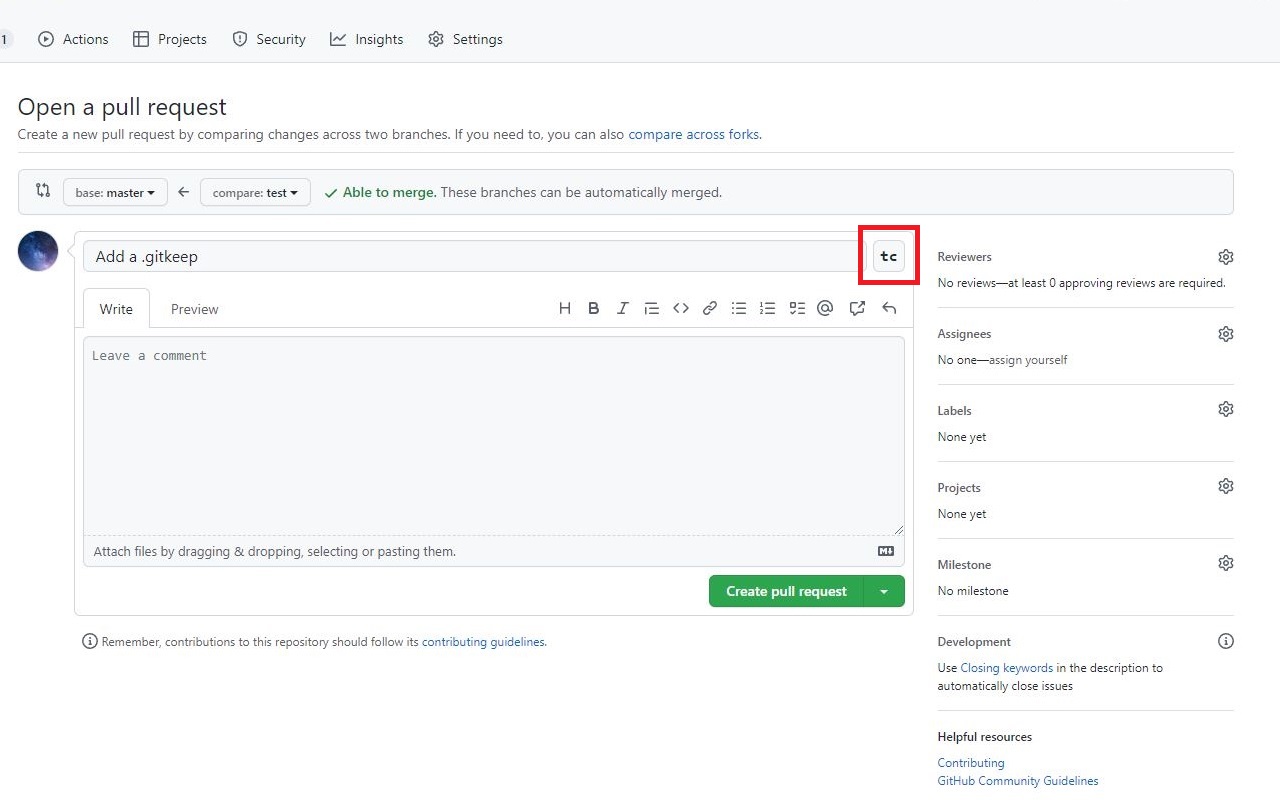 1 Actions Projects Security Insights Settings
Open a pull request
Create a new pull request by comparing changes across two branches. If you need to, you can also compare across forks.
base: master compare: test Able to merge. These branches can be automatically merged.
Add a .gitkeep tc
Write Preview H B I
Leave a comment
Attach files by dragging & dropping, selecting or pasting them.
Create pull request
Remember, contributions to this repository should follow its contributing guidelines.
Reviewers
No reviews—at least 0 approving reviews are required.
Assignees
No one—assign yourself
Labels
None yet
Projects
None yet
Milestone
No milestone
Development
Use Closing keywords in the description to
automatically close issues
Helpful resources
Contributing
GitHub Community Guidelines